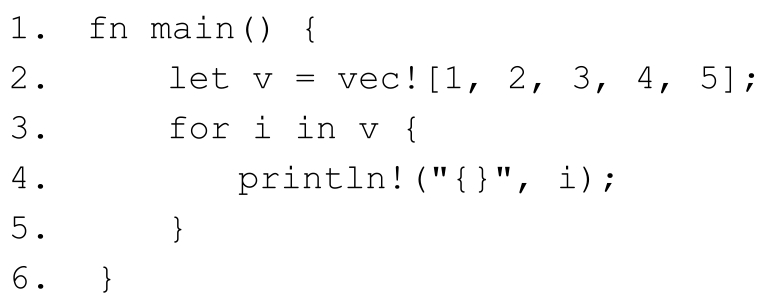 1. fn main() {
2.     let v = vec![1, 2, 3, 4, 5];
3.     for i in v {
4.         println!("{}", i);
5.     }
6. }